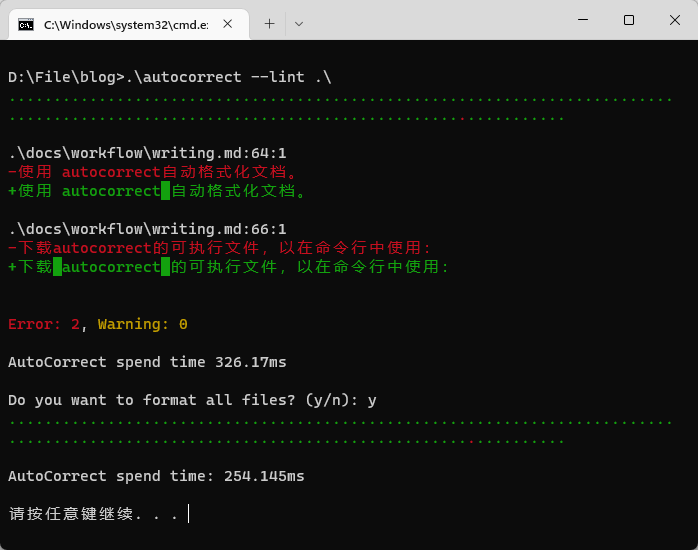 C:\Windows\system32\cmd.e
D:\File\blog>.\autocorrect --lint .\
..........................................................................
..............................................................
.\docs\workflow\writing.md:64:1
-使用 autocorrect自动格式化文档。
+使用 autocorrect 自动格式化文档。
.\docs\workflow\writing.md:66:1
-下载autocorrect的可执行文件，以在命令行中使用：
+下载 autocorrect 的可执行文件，以在命令行中使用：
Error: 2, Warning: 0
AutoCorrect spend time 326.17ms
Do you want to format all files? (y/n): y
..........................................................................
..............................................................
AutoCorrect spend time: 254.145ms
请按任意键继续. . .